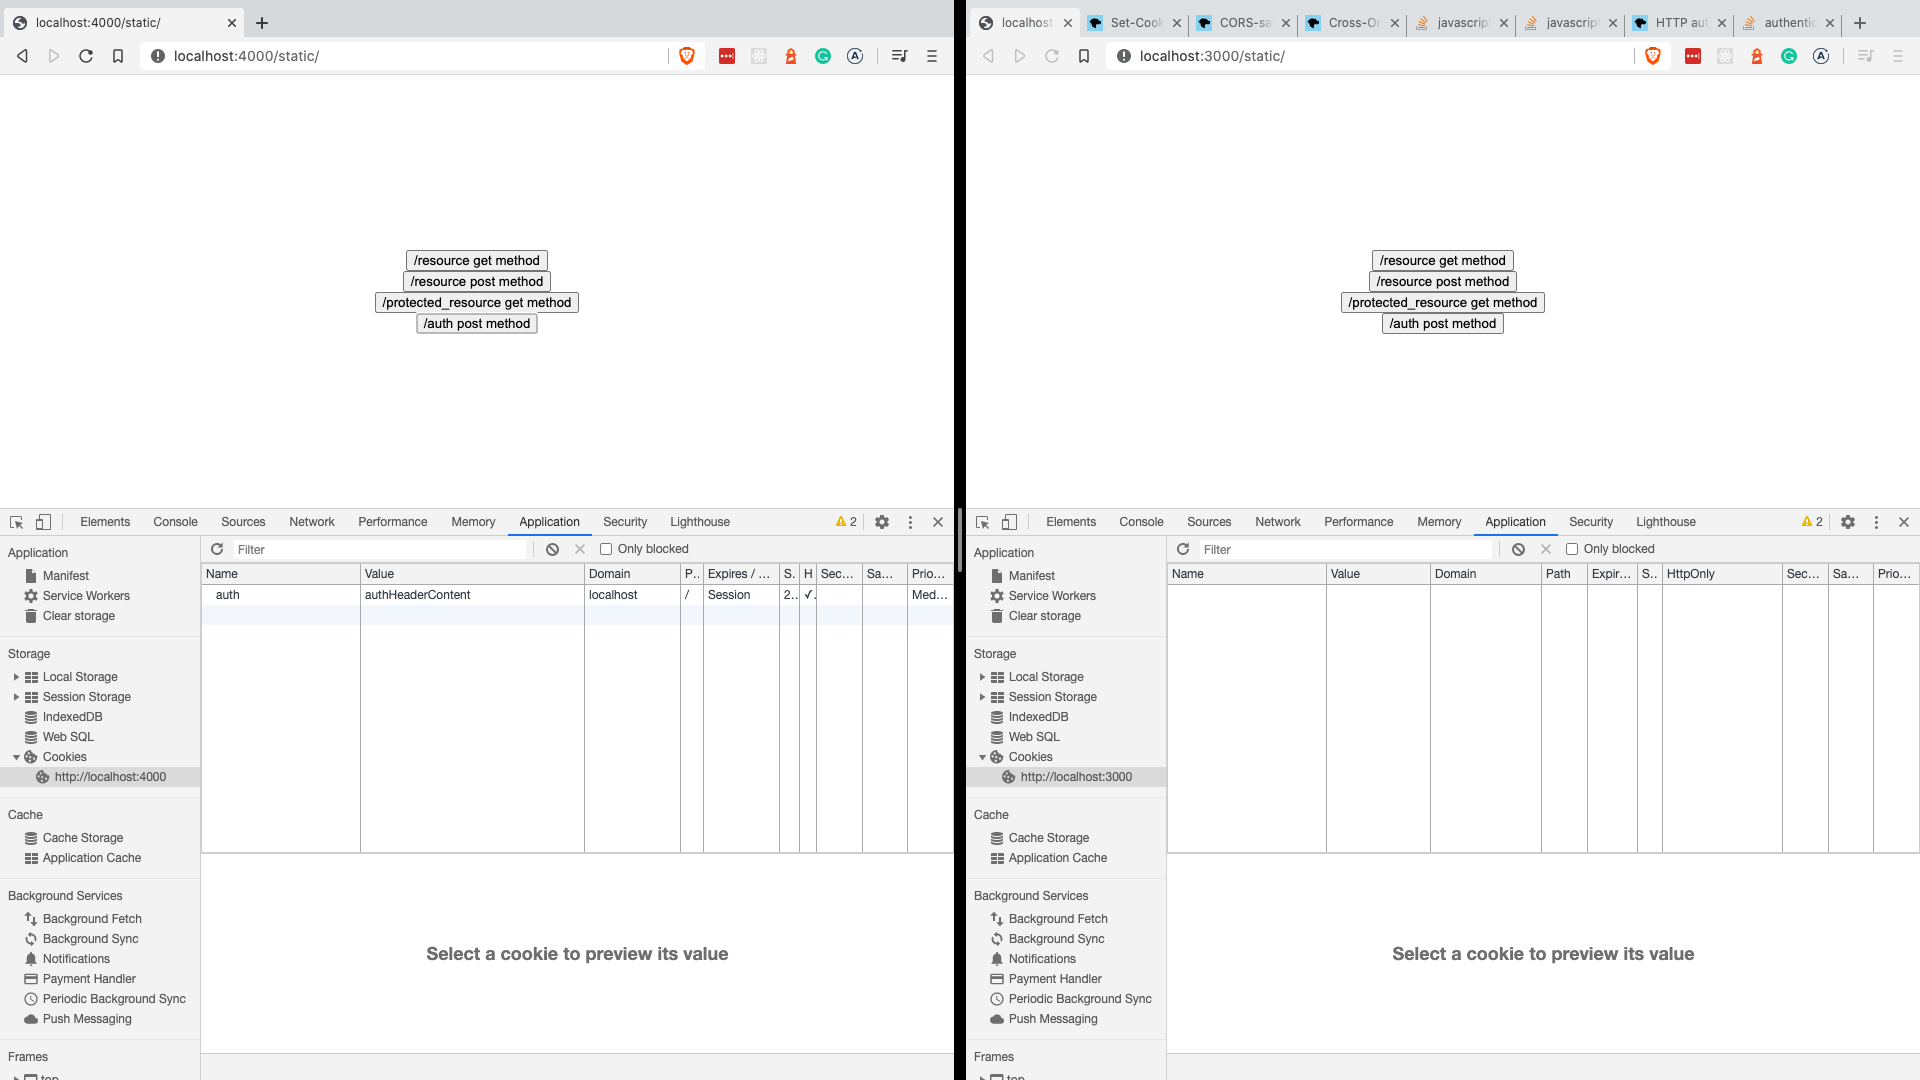 localhost:4000/static/
localhost:4000/static/
/resource get method
/resource post method
/protected_resource get method
/auth post method
Elements Console Sources Network Performance Memory Application Security Lighthouse 2
Application
Manifest
Service Workers
Clear storage
Storage
Local Storage
Session Storage
IndexedDB
Web SQL
Cookies
http://localhost:4000
Cache
Cache Storage
Application Cache
Background Services
Background Fetch
Background Sync
Notifications
Payment Handler
Periodic Background Sync
Push Messaging
Frames
top
Filter Only blocked
Name Value Domain P.. Expires / ... S. H Sec... Sa... Prio...
auth authHeaderContent localhost / Session 2.. ✓. Med...
Select a cookie to preview its value
localhost Set-Cook CORS-sa Cross-Or javascript javascript HTTP aut authentic
localhost:3000/static/
/resource get method
/resource post method
/protected_resource get method
/auth post method
Elements Console Sources Network Performance Memory Application Security Lighthouse 2
Application
Manifest
Service Workers
Clear storage
Storage
Local Storage
Session Storage
IndexedDB
Web SQL
Cookies
http://localhost:3000
Cache
Cache Storage
Application Cache
Background Services
Background Fetch
Background Sync
Notifications
Payment Handler
Periodic Background Sync
Push Messaging
Frames
top
Filter Only blocked
Name Value Domain Path Expir... S.. HttpOnly Sec... Sa... Prio...
Select a cookie to preview its value